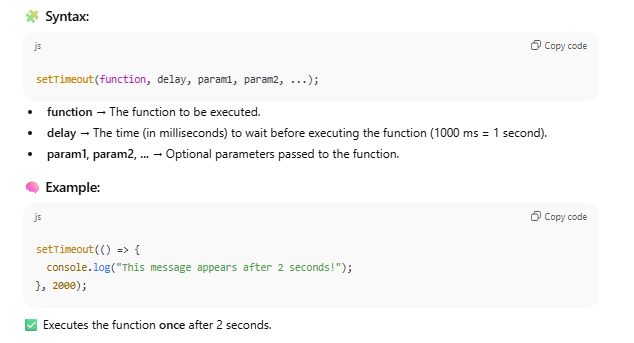 🧩 Syntax:
js
Copy code
setTimeout(function, delay, param1, param2, ...);
• function → The function to be executed.
• delay → The time (in milliseconds) to wait before executing the function (1000 ms = 1 second).
• param1, param2, ... → Optional parameters passed to the function.
🧠 Example:
js
Copy code
setTimeout(() => {
  console.log("This message appears after 2 seconds!");
}, 2000);
✅ Executes the function once after 2 seconds.